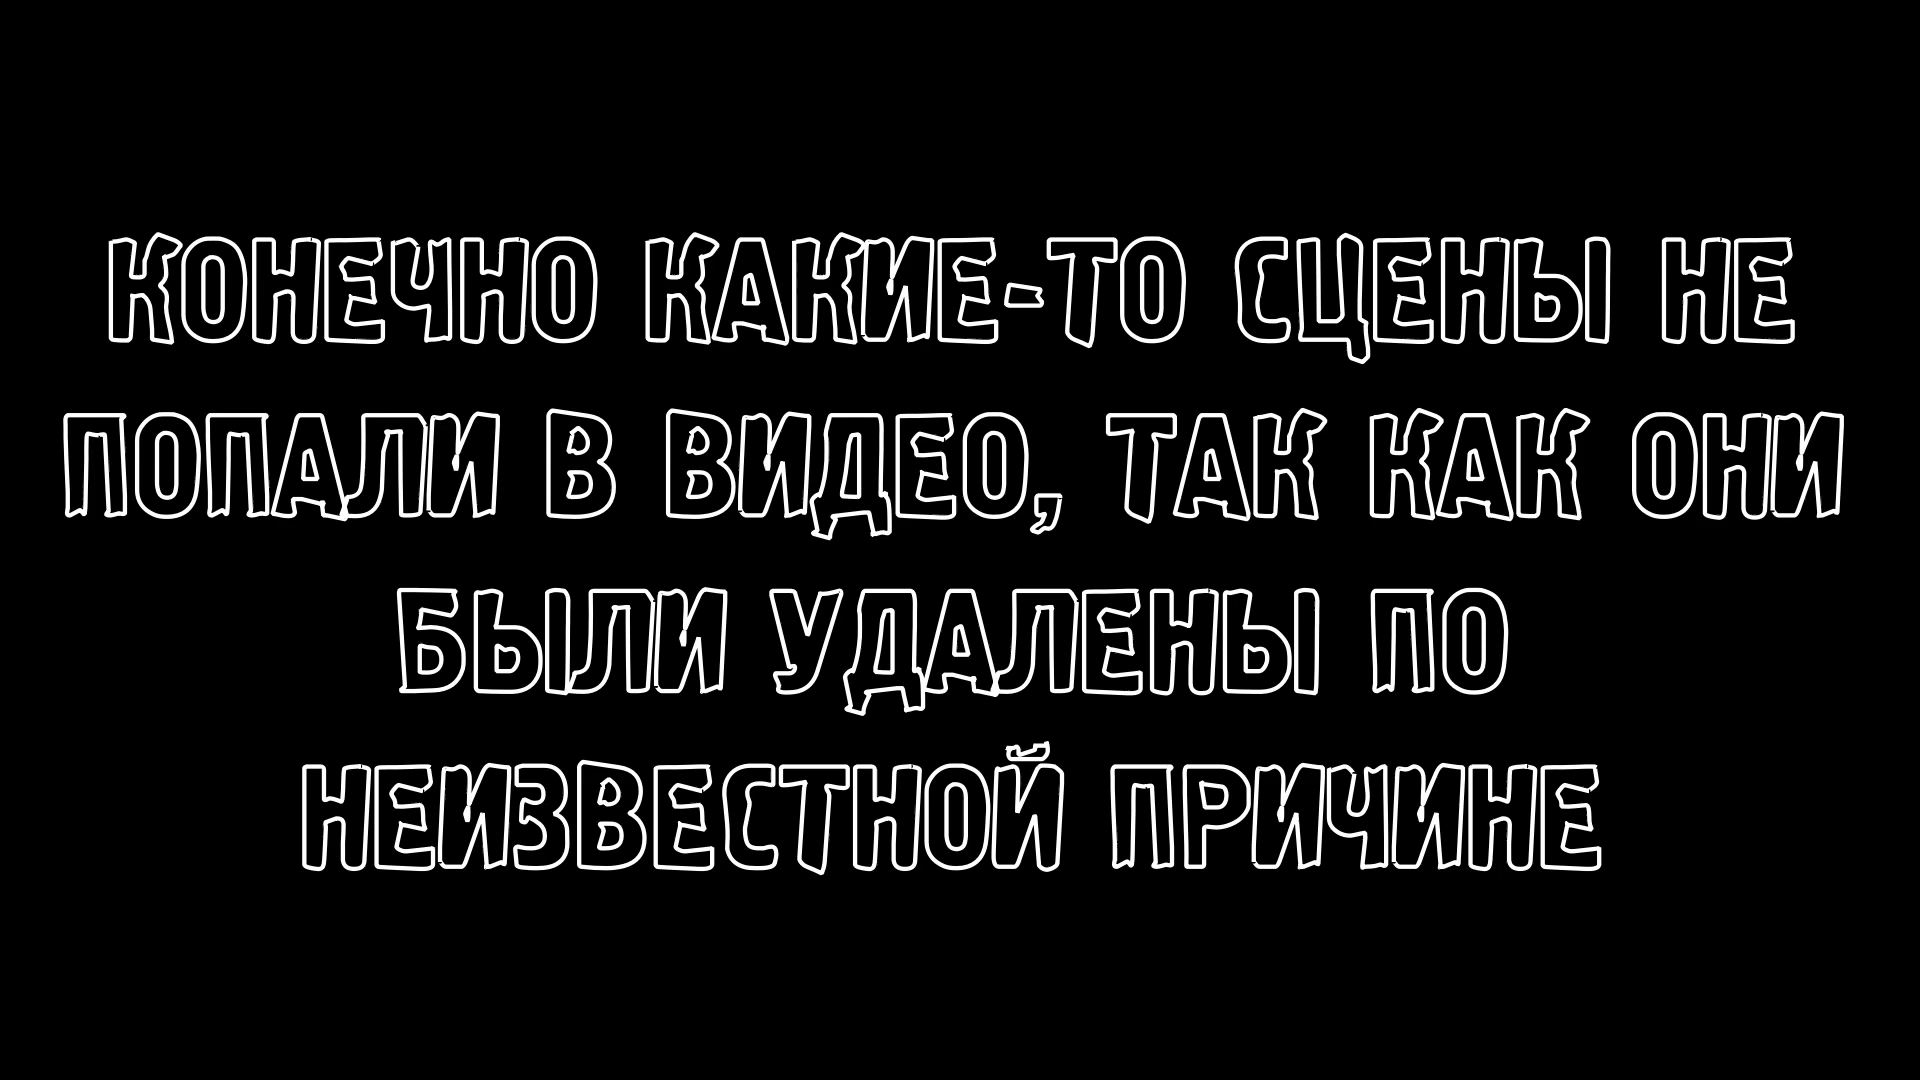 КОНЕЧНО КАКИЕ-ТО СЦЕНЫ НЕ
ПОПАЛИ В ВИДЕО, ТАК КАК ОНИ
БЫЛИ УДАЛЕНЫ ПО
НЕИЗВЕСТНОЙ ПРИЧИНЕ